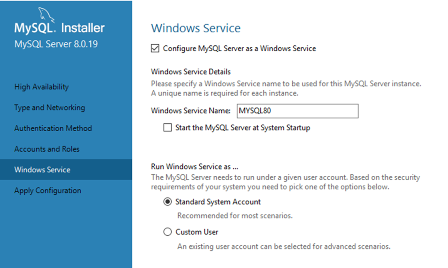 MySQL. Installer
MySQL Server 8.0.19
High Availability
Type and Networking
Authentication Method
Accounts and Roles
Windows Service
Apply Configuration
Windows Service
Configure MySQL Server as a Windows Service
Windows Service Details
Please specify a Windows Service name to be used for this MySQL Server instance.
A unique name is required for each instance.
Windows Service Name: MYSQL80
Start the MySQL Server at System Startup
Run Windows Service as ...
The MySQL Server needs to run under a given user account. Based on the security
requirements of your system you need to pick one of the options below.
Standard System Account
Recommended for most scenarios.
Custom User
An existing user account can be selected for advanced scenarios.